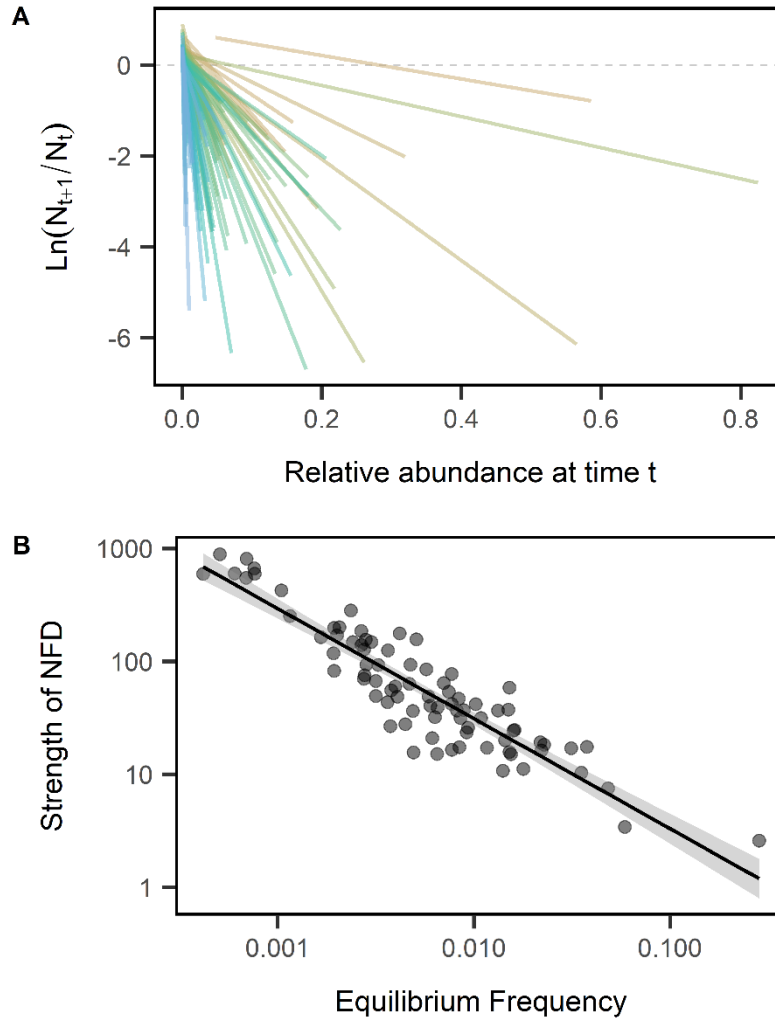 A
0
-2
-4
-6
Ln(Nt+1/Nt)
0.0 0.2 0.4 0.6 0.8
Relative abundance at time t
B
1000
100
10
1
Strength of NFD
0.001 0.010 0.100
Equilibrium Frequency